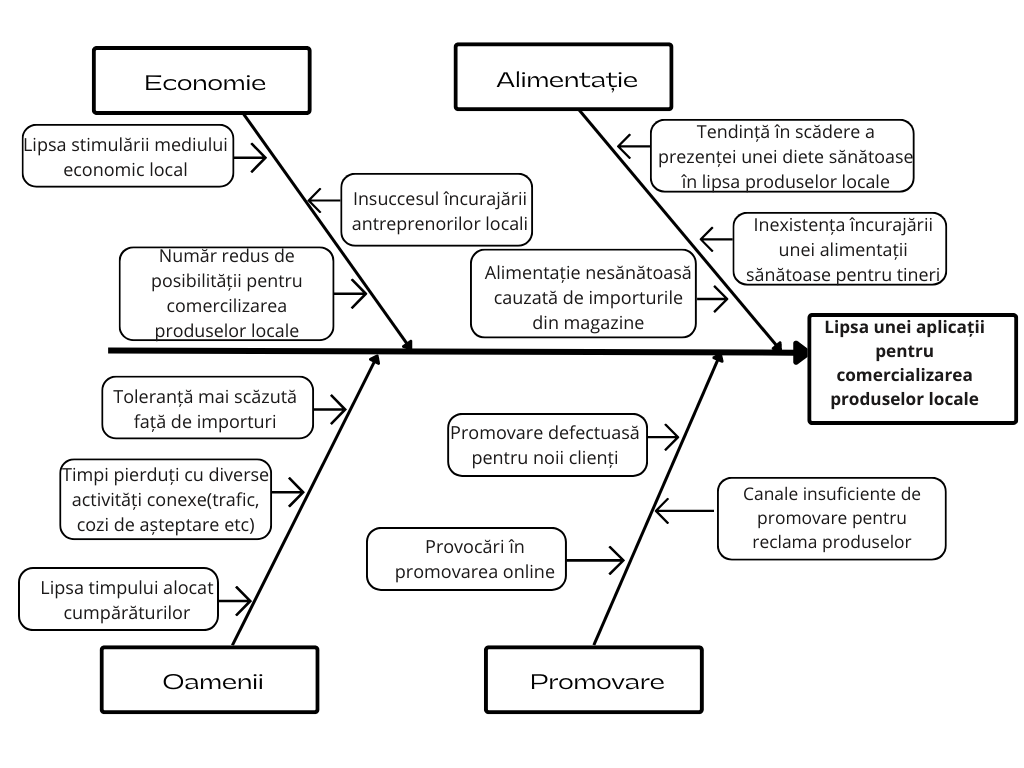 Economie
Alimentație
Lipsa stimulării mediului
economic local
Insuccesul încurajării
antreprenorilor locali
Număr redus de
posibilității pentru
comercilizarea
produselor locale
Tendință în scădere a
prezenței unei diete sănătoase
în lipsa produselor locale
Inexistența încurajării
unei alimentații
sănătoase pentru tineri
Alimentație nesănătoasă
cauzată de importurile
din magazine
Lipsa unei aplicații
pentru
comercializarea
produselor locale
Toleranță mai scăzută
față de importuri
Timpi pierduți cu diverse
activități conexe(trafic,
cozi de așteptare etc)
Lipsa timpului alocat
cumpărăturilor
Promovare defectuasă
pentru noii clienți
Canale insuficiente de
promovare pentru
reclama produselor
Provocări în
promovarea online
Oamenii
Promovare